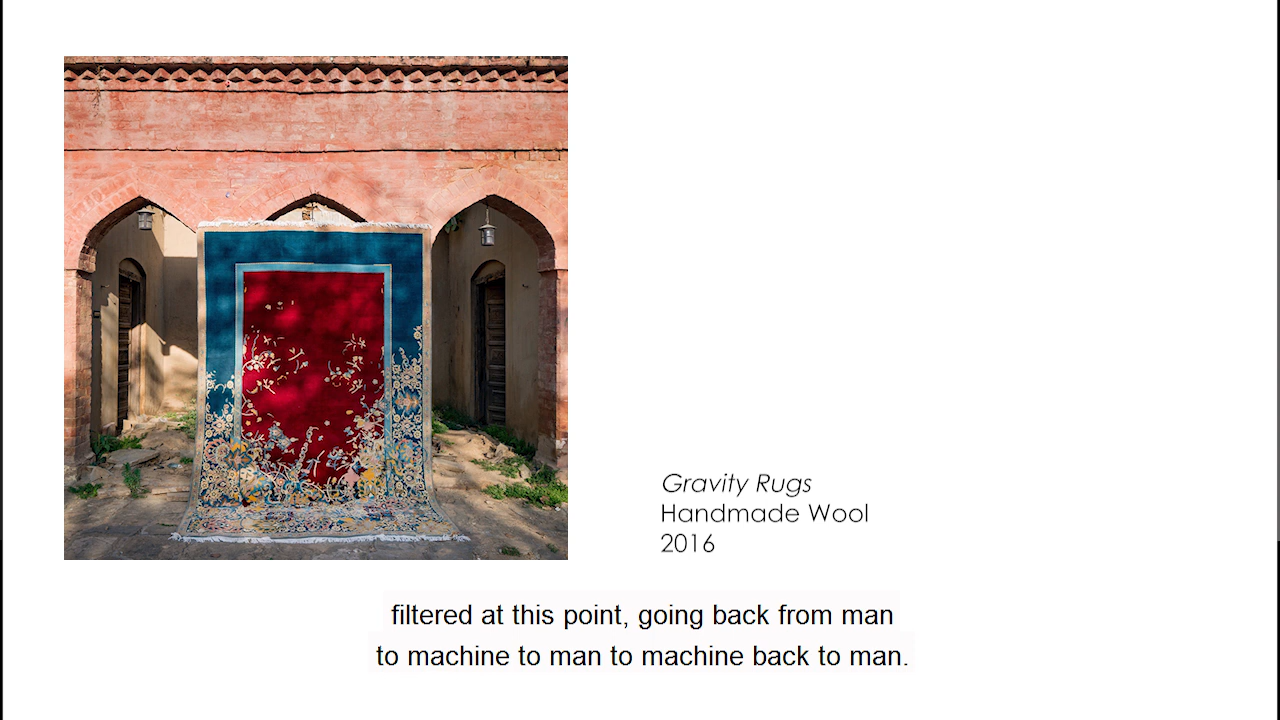 Gravity Rugs
Handmade Wool
2016
filtered at this point, going back from man
to machine to man to machine back to man.